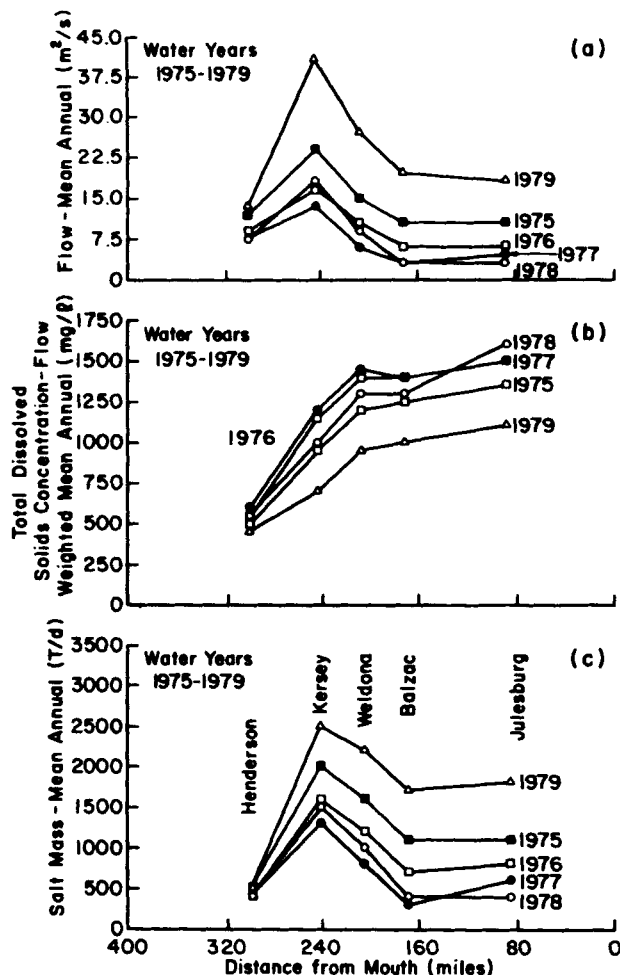 45.0
37.5
30.0
22.5
15.0
7.5
0
Flow-Mean Annual (m²/s)
Water Years
1975-1979
(a)
1979
1975
1976
1977
1978
1750
1500
1250
1000
750
500
250
0
Total Dissolved
Solids Concentration-Flow
Weighted Mean Annual (mg/ℓ)
Water Years
1975-1979
(b)
1976
1978
1977
1975
1979
3500
3000
2500
2000
1500
1000
500
0
Salt Mass-Mean Annual (T/d)
Water Years
1975-1979
(c)
Henderson
Kersey
Weldona
Balzac
Julesburg
1979
1975
1976
1977
1978
400
320
240
160
80
0
Distance from Mouth (miles)